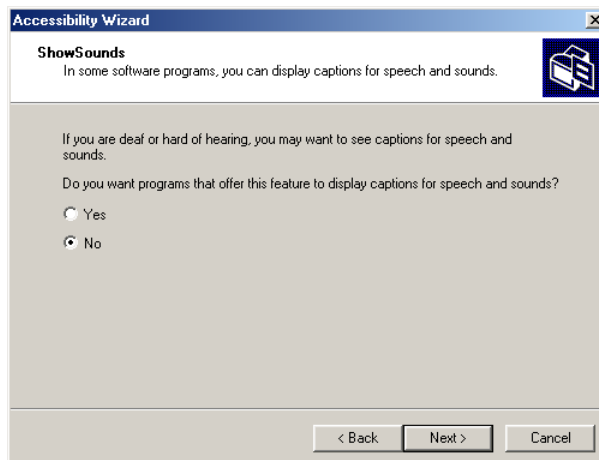 Accessibility Wizard
ShowSounds
In some software programs, you can display captions for speech and sounds.
If you are deaf or hard of hearing, you may want to see captions for speech and
sounds.
Do you want programs that offer this feature to display captions for speech and sounds?
Yes
No
< Back
Next >
Cancel